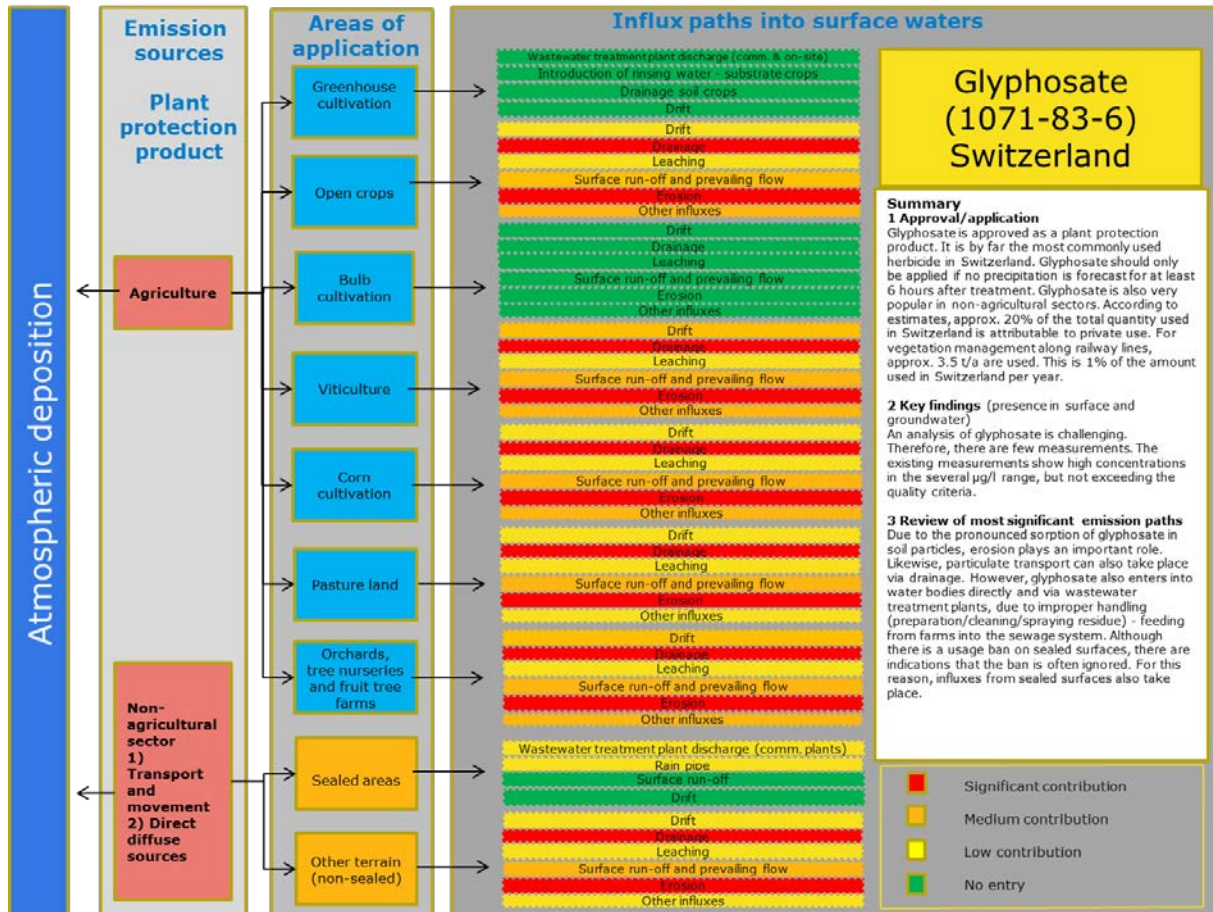 Atmospheric deposition
Emission
sources
Plant
protection
product
Agriculture
Non-
agricultural
sector
1)
Transport
and
movement
2) Direct
diffuse
sources
Areas of
application
Greenhouse
cultivation
Open crops
Bulb
cultivation
Viticulture
Corn
cultivation
Pasture land
Orchards,
tree nurseries
and fruit tree
farms
Sealed areas
Other terrain
(non-sealed)
Influx paths into surface waters
Wastewater treatment plant discharge (comm. & on-site)
Introduction of rinsing water - substrate crops
Drainage soil crops
Drift
Drift
Drainage
Leaching
Surface run-off and prevailing flow
Erosion
Other influxes
Drift
Drainage
Leaching
Surface run-off and prevailing flow
Erosion
Other influxes
Drift
Drainage
Leaching
Surface run-off and prevailing flow
Erosion
Other influxes
Drift
Drainage
Leaching
Surface run-off and prevailing flow
Erosion
Other influxes
Drift
Drainage
Leaching
Surface run-off and prevailing flow
Erosion
Other influxes
Drift
Drainage
Leaching
Surface run-off and prevailing flow
Erosion
Other influxes
Wastewater treatment plant discharge (comm. plants)
Rain pipe
Surface run-off
Drift
Drift
Drainage
Leaching
Surface run-off and prevailing flow
Erosion
Other influxes
Glyphosate
(1071-83-6)
Switzerland
Summary
1 Approval/application
Glyphosate is approved as a plant protection
product. It is by far the most commonly used
herbicide in Switzerland. Glyphosate should only
be applied if no precipitation is forecast for at least
6 hours after treatment. Glyphosate is also very
popular in non-agricultural sectors. According to
estimates, approx. 20% of the total quantity used
in Switzerland is attributable to private use. For
vegetation management along railway lines,
approx. 3.5 t/a are used. This is 1% of the amount
used in Switzerland per year.
2 Key findings (presence in surface and
groundwater)
An analysis of glyphosate is challenging.
Therefore, there are few measurements. The
existing measurements show high concentrations
in the several µg/l range, but not exceeding the
quality criteria.
3 Review of most significant emission paths
Due to the pronounced sorption of glyphosate in
soil particles, erosion plays an important role.
Likewise, particulate transport can also take place
via drainage. However, glyphosate also enters into
water bodies directly and via wastewater
treatment plants, due to improper handling
(preparation/cleaning/spraying residue) - feeding
from farms into the sewage system. Although
there is a usage ban on sealed surfaces, there are
indications that the ban is often ignored. For this
reason, influxes from sealed surfaces also take
place.
Significant contribution
Medium contribution
Low contribution
No entry